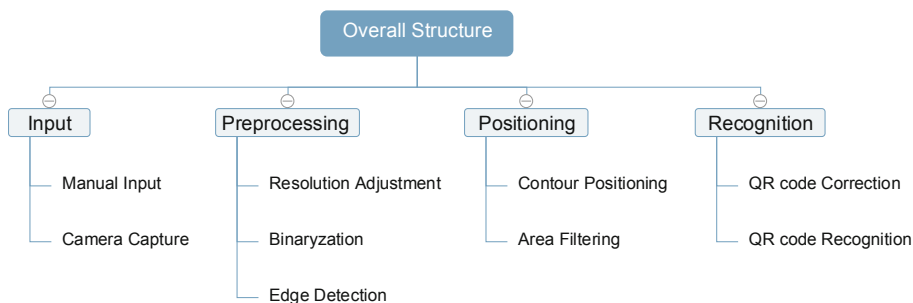 Overall Structure
Input
Preprocessing
Positioning
Recognition
Manual Input
Resolution Adjustment
Contour Positioning
QR code Correction
Camera Capture
Binaryzation
Area Filtering
QR code Recognition
Edge Detection